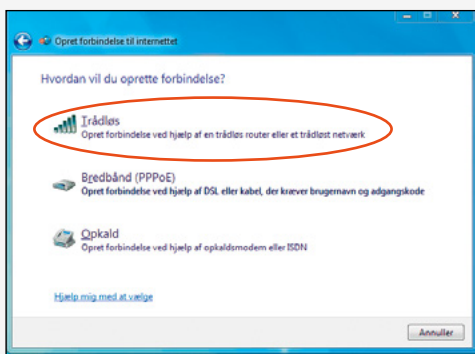 Opret forbindelse til internettet
Hvordan vil du oprette forbindelse?
Trådløs
Opret forbindelse ved hjælp af en trådløs router eller et trådløst netværk
Bredbånd (PPPoE)
Opret forbindelse ved hjælp af DSL eller kabel, der kræver brugernavn og adgangskode
Opkald
Opret forbindelse ved hjælp af opkaldsmodem eller ISDN
Hjælp mig med at vælge
Annuller